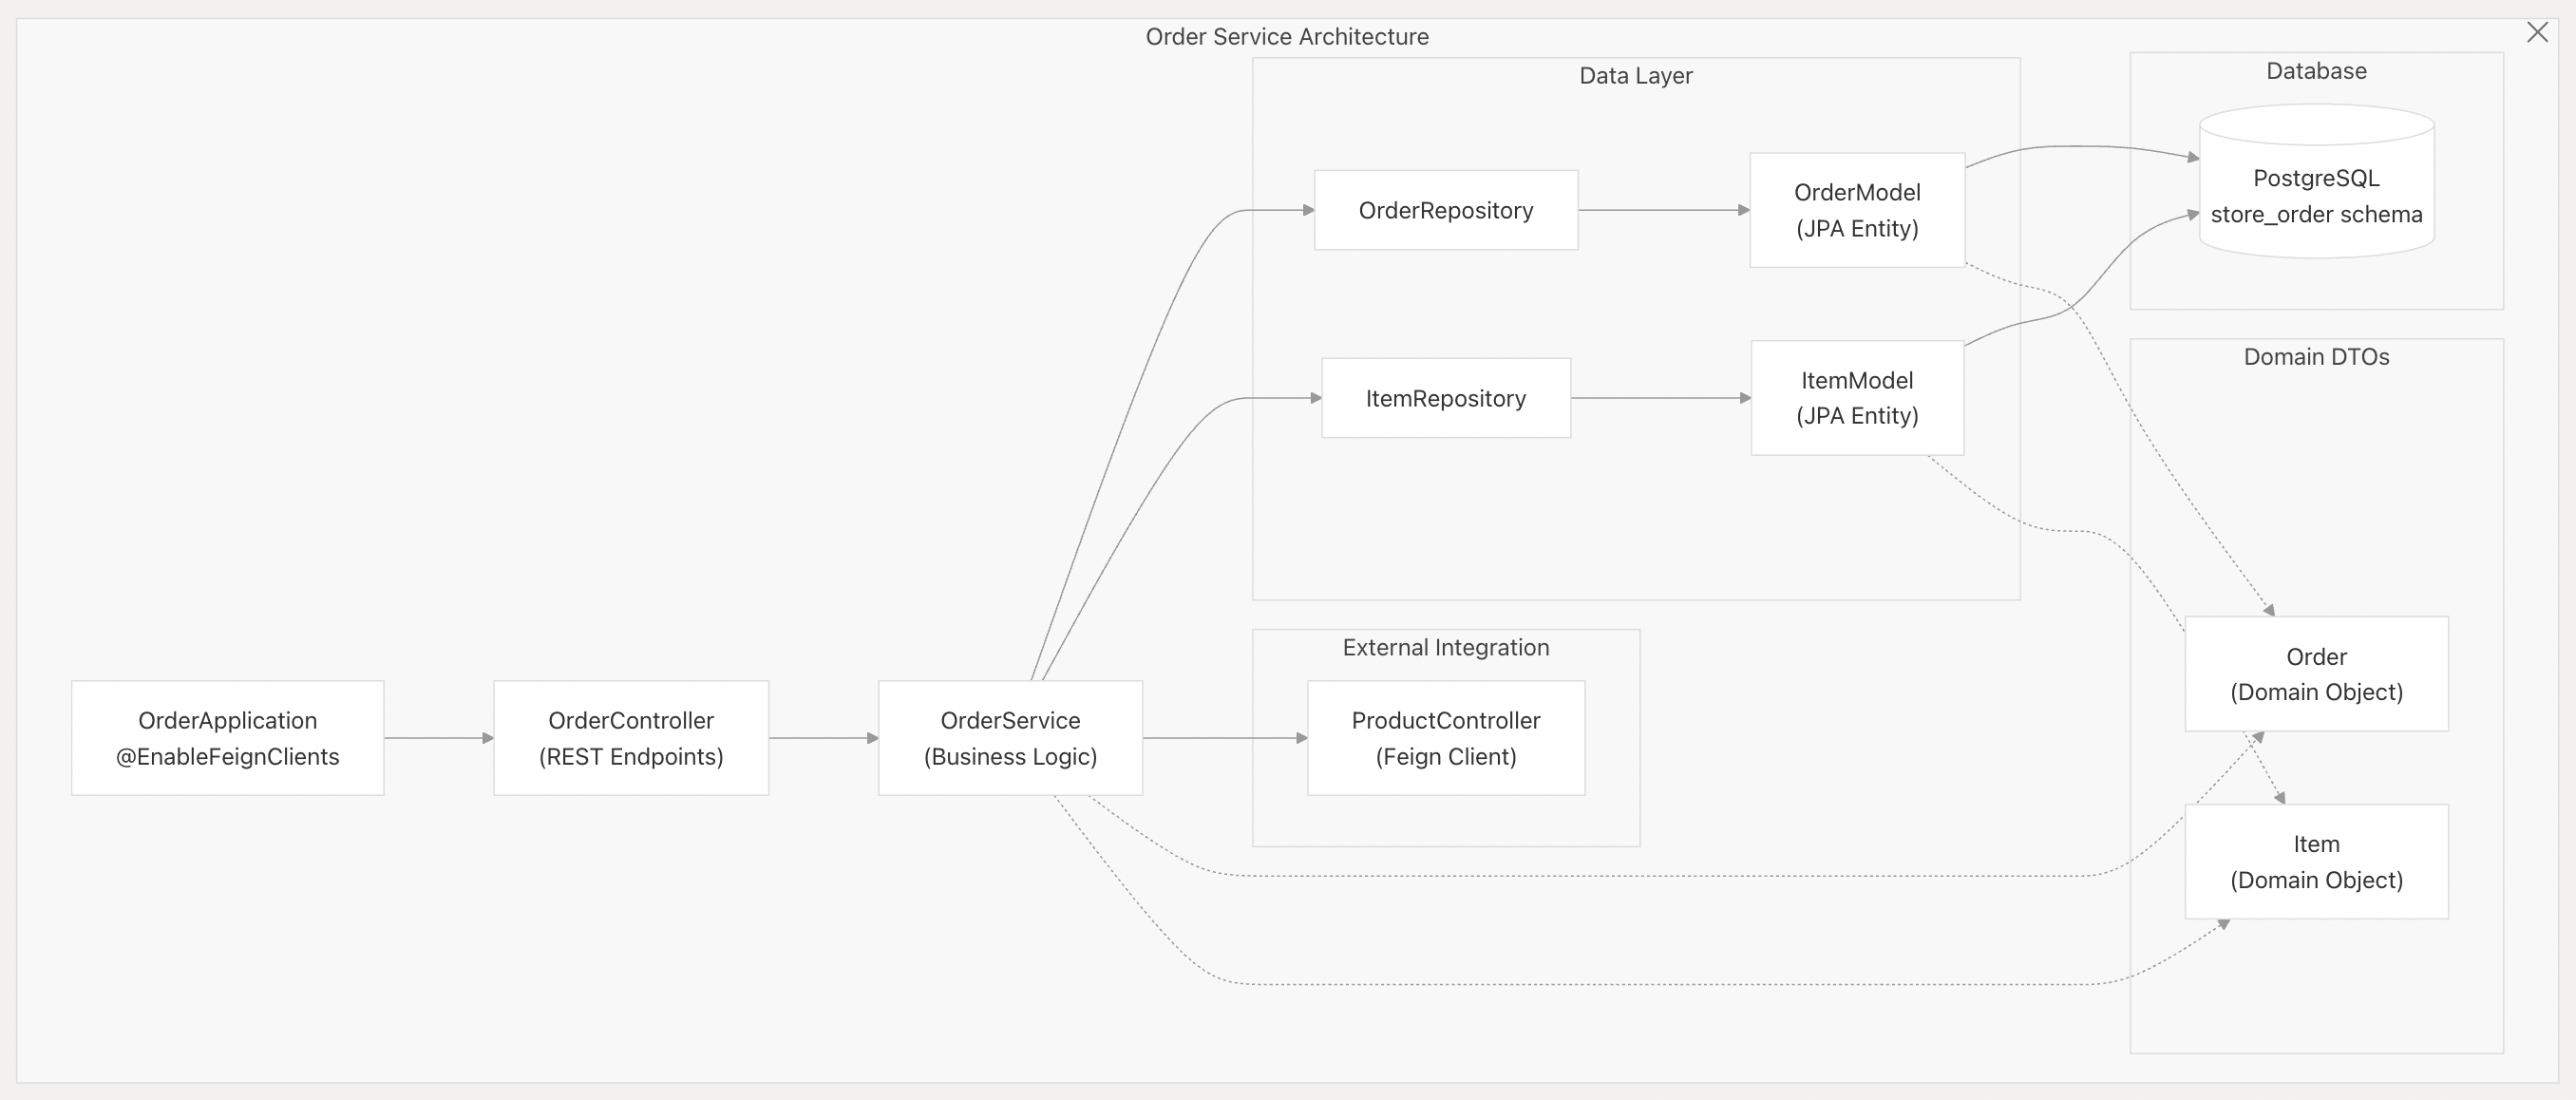 Order Service Architecture
Data Layer
Database
OrderRepository
OrderModel
(JPA Entity)
PostgreSQL
store_order schema
ItemRepository
ItemModel
(JPA Entity)
Domain DTOs
External Integration
OrderApplication
@EnableFeignClients
OrderController
(REST Endpoints)
OrderService
(Business Logic)
ProductController
(Feign Client)
Order
(Domain Object)
Item
(Domain Object)